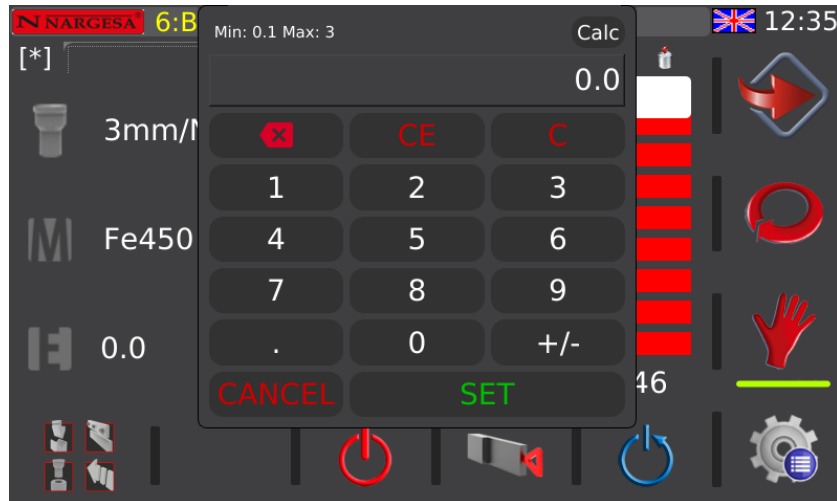 NARGESA 6:B Min: 0.1 Max: 3 Calc 12:35
[*] 0.0
3mm/ CE C
1 2 3
Fe450 4 5 6
7 8 9
0.0 . 0 +/-
CANCEL SET 46